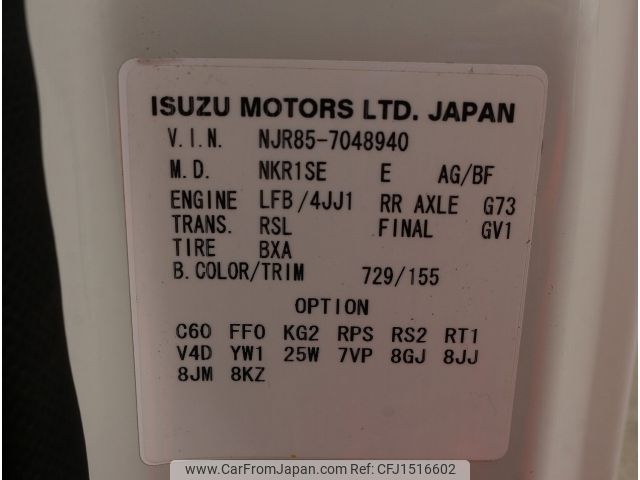 ISUZU MOTORS LTD. JAPAN
V.I.N. NJR85-7048940
M.D. NKR1SE E AG/BF
ENGINE LFB/4JJ1 RR AXLE G73
TRANS. RSL FINAL GV1
TIRE BXA
B.COLOR/TRIM 729/155
OPTION
C60 FF0 KG2 RPS RS2 RT1
V4D YW1 25W 7VP 8GJ 8JJ
8JM 8KZ
www.CarFromJapan.com CFJ1516602